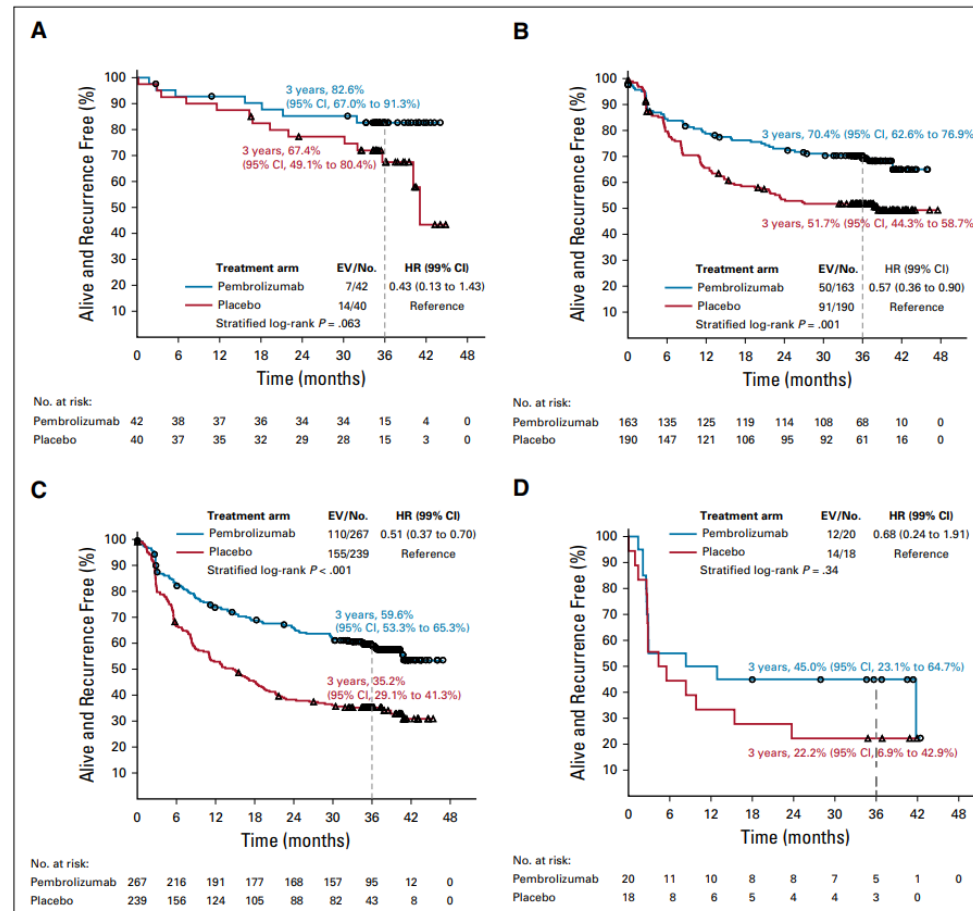 A
Alive and Recurrence Free (%)
100
90
80
70
60
50
40
30
20
10
3 years, 82.6%
(95% CI, 67.0% to 91.3%)
3 years, 67.4%
(95% CI, 49.1% to 80.4%)
Treatment arm EV/No. HR (99% CI)
Pembrolizumab 7/42 0.43 (0.13 to 1.43)
Placebo 14/40 Reference
Stratified log-rank P = .063
0 6 12 18 24 30 36 42 48
Time (months)
No. at risk:
Pembrolizumab 42 38 37 36 34 34 15 4 0
Placebo 40 37 35 32 29 28 15 3 0
B
Alive and Recurrence Free (%)
100
90
80
70
60
50
40
30
20
10
3 years, 70.4% (95% CI, 62.6% to 76.9%)
3 years, 51.7% (95% CI, 44.3% to 58.7%)
Treatment arm EV/No. HR (99% CI)
Pembrolizumab 50/163 0.57 (0.36 to 0.90)
Placebo 91/190 Reference
Stratified log-rank P = .001
0 6 12 18 24 30 36 42 48
Time (months)
No. at risk:
Pembrolizumab 163 135 125 119 114 108 68 10 0
Placebo 190 147 121 106 95 92 61 16 0
C
Alive and Recurrence Free (%)
Treatment arm EV/No. HR (99% CI)
Pembrolizumab 110/267 0.51 (0.37 to 0.70)
Placebo 155/239 Reference
Stratified log-rank P < .001
100
90
80
70
60
50
40
30
20
10
3 years, 59.6%
(95% CI, 53.3% to 65.3%)
3 years, 35.2%
(95% CI, 29.1% to 41.3%)
0 6 12 18 24 30 36 42 48
Time (months)
No. at risk:
Pembrolizumab 267 216 191 177 168 157 95 12 0
Placebo 239 156 124 105 88 82 43 8 0
D
Alive and Recurrence Free (%)
Treatment arm EV/No. HR (99% CI)
Pembrolizumab 12/20 0.68 (0.24 to 1.91)
Placebo 14/18 Reference
Stratified log-rank P = .34
100
90
80
70
60
50
40
30
20
10
3 years, 45.0% (95% CI, 23.1% to 64.7%)
3 years, 22.2% (95% CI, 6.9% to 42.9%)
0 6 12 18 24 30 36 42 48
Time (months)
No. at risk:
Pembrolizumab 20 11 10 8 8 7 5 1 0
Placebo 18 8 6 5 4 4 3 0